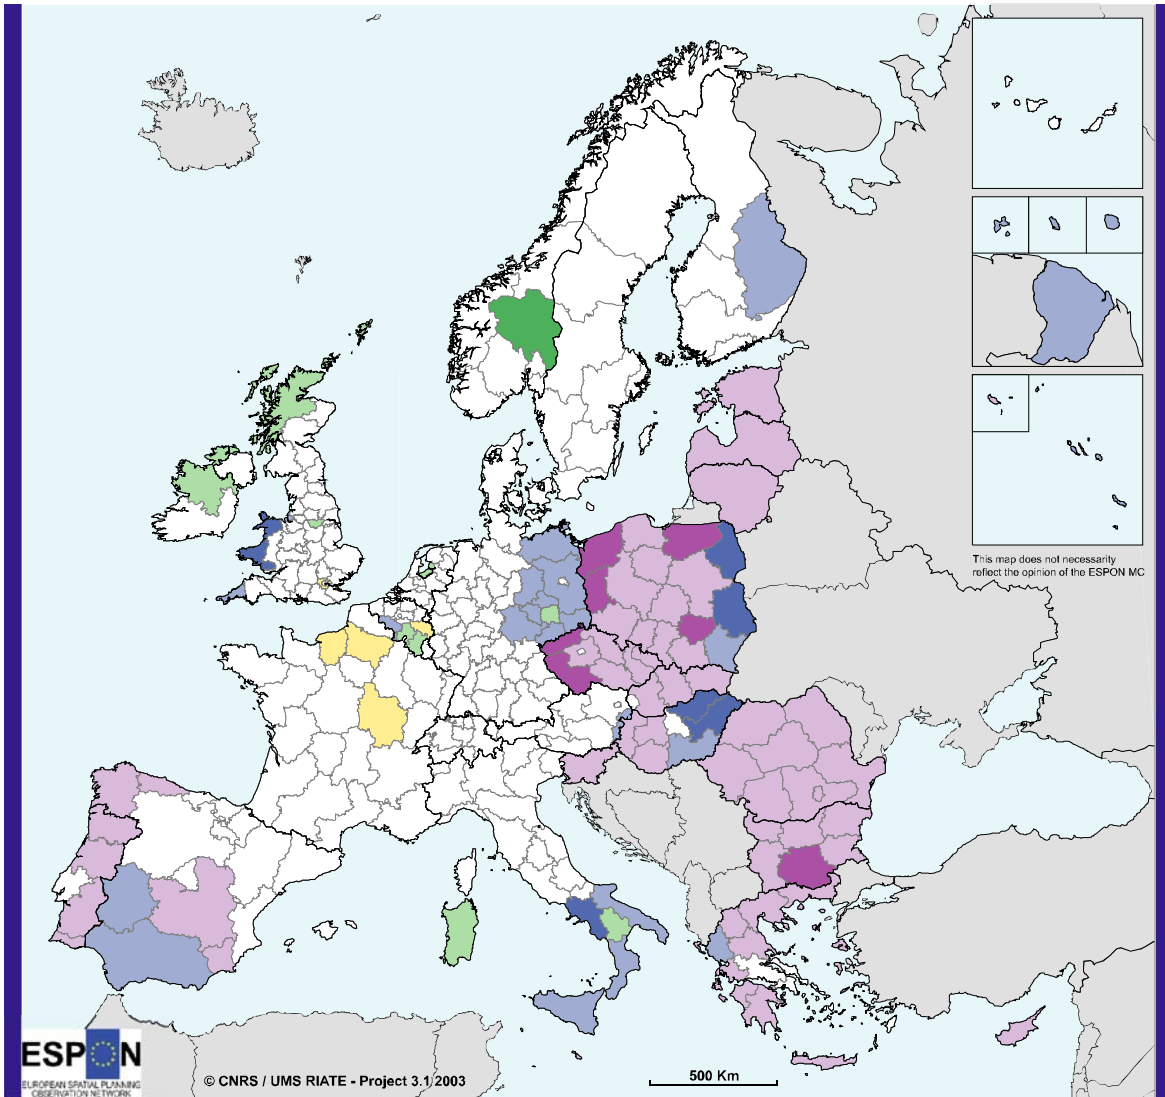 This map does not necessarity
reflect the opinion of the ESPON MC
ESPON
EUROPEAN SPATIAL PLANNING
OBSERVATION NETWORK
© CNRS / UMS RIATE - Project 3.1 2003
500 Km